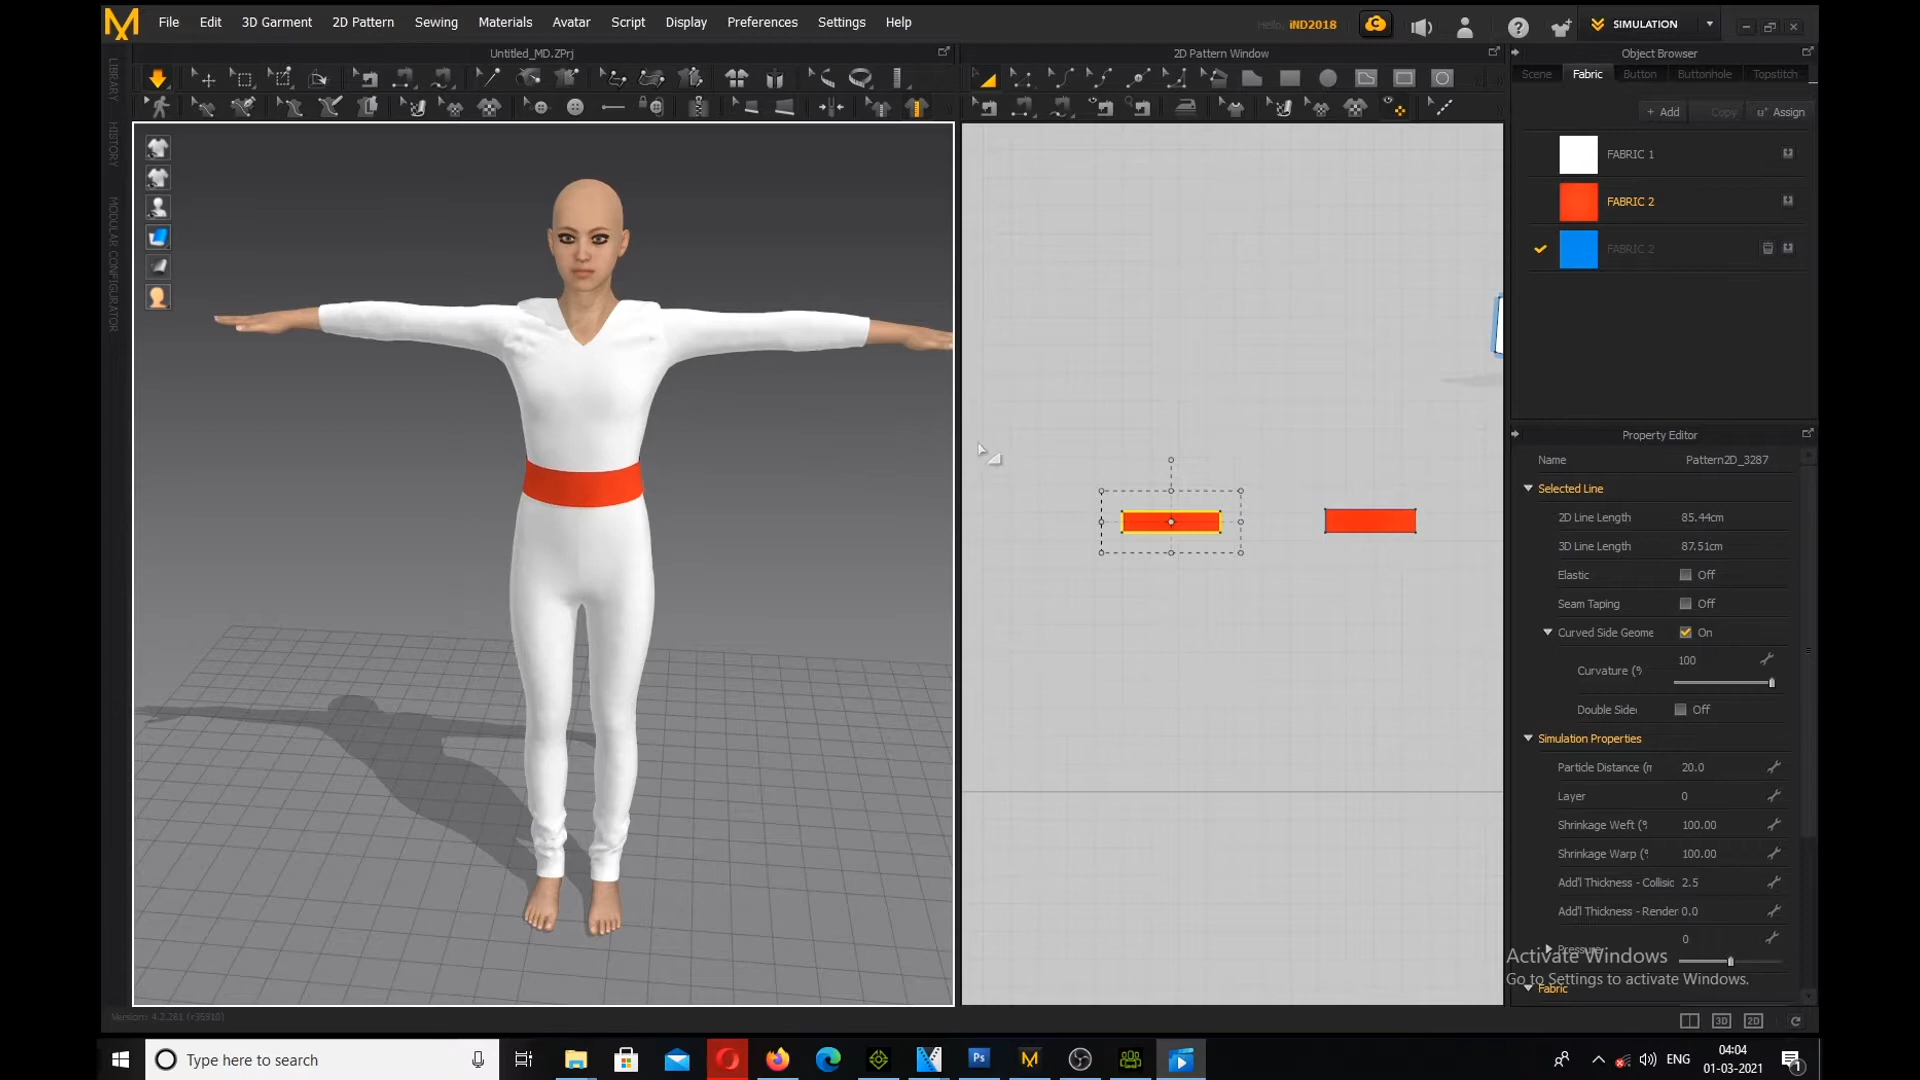 File Edit 3D Garment 2D Pattern Sewing Materials Avatar Script Display Preferences Settings Help
Hello, iND2018
SIMULATION
Untitled_MD.ZPrj
2D Pattern Window
Object Browser
LIBRARY
HISTORY
MODULAR CONFIGURATOR
Scene Fabric Button Buttonhole Topstitch
+ Add Copy Assign
FABRIC 1
FABRIC 2
FABRIC 2
Property Editor
Name Pattern2D_3287
Selected Line
2D Line Length 85.44cm
3D Line Length 87.51cm
Elastic Off
Seam Taping Off
Curved Side Geome On
Curvature (% 100
Double Side Off
Simulation Properties
Particle Distance (m 20.0
Layer 0
Shrinkage Weft (% 100.00
Shrinkage Warp (% 100.00
Add'l Thickness - Collisic 2.5
Add'l Thickness - Render 0.0
Pressure 0
Activate Windows
Go to Settings to activate Windows.
Fabric
Version: 4.2.281 (r35910)
3D 2D
Type here to search
Ps
ENG
04:04
01-03-2021
1